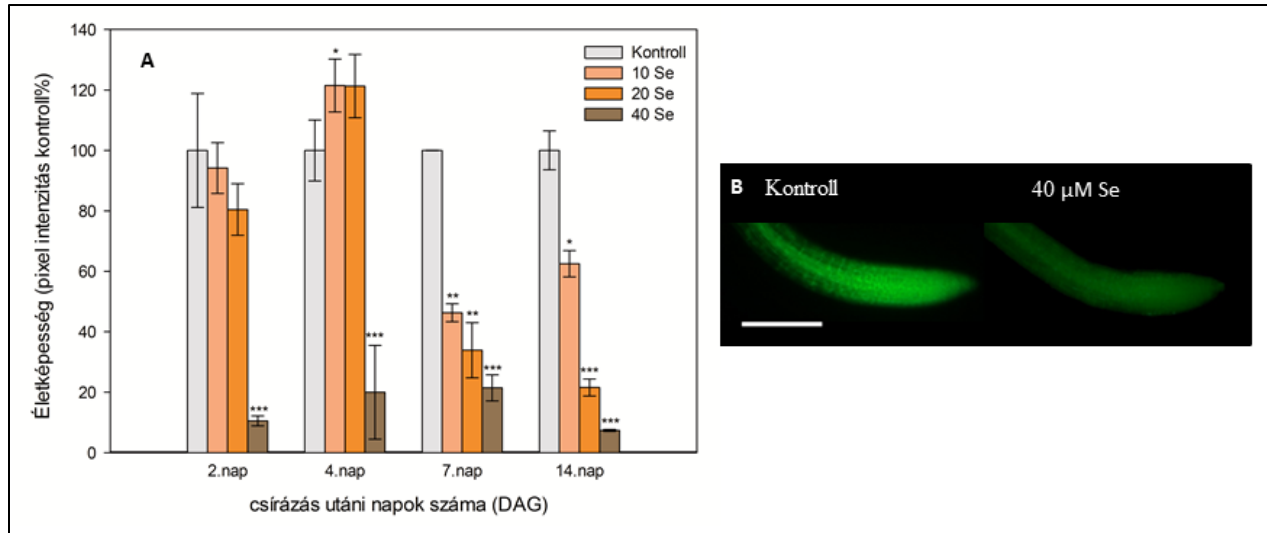 140
120
100
80
60
40
20
0
Életképesség (pixel intenzitás kontroll%)
A
Kontroll
10 Se
20 Se
40 Se
*
***
***
**
**
***
*
***
***
2.nap 4.nap 7.nap 14.nap
csírázás utáni napok száma (DAG)
B Kontroll 40 μM Se